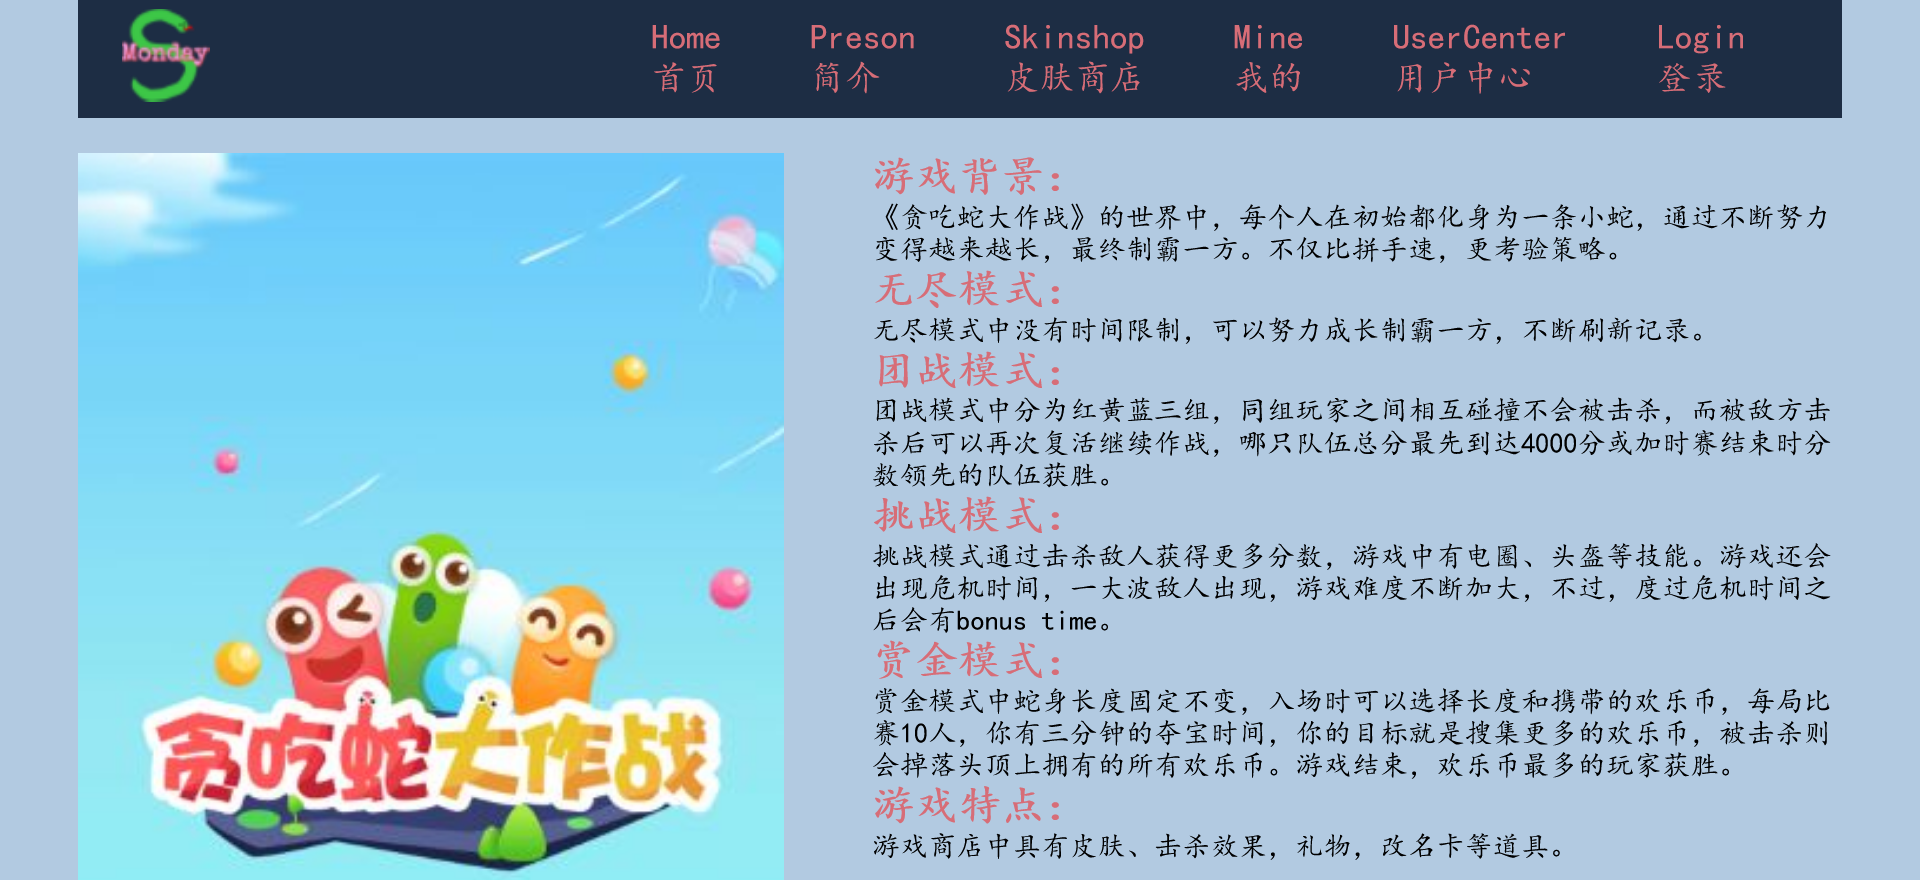 Monday
Home
Preson
Skinshop
Mine
UserCenter
Login
首页
简介
皮肤商店
我的
用户中心
登录
贪吃蛇大作战
游戏背景：
《贪吃蛇大作战》的世界中，每个人在初始都化身为一条小蛇，通过不断努力
变得越来越长，最终制霸一方。不仅比拼手速，更考验策略。
无尽模式：
无尽模式中没有时间限制，可以努力成长制霸一方，不断刷新记录。
团战模式：
团战模式中分为红黄蓝三组，同组玩家之间相互碰撞不会被击杀，而被敌方击
杀后可以再次复活继续作战，哪只队伍总分最先到达4000分或加时赛结束时分
数领先的队伍获胜。
挑战模式：
挑战模式通过击杀敌人获得更多分数，游戏中有电圈、头盔等技能。游戏还会
出现危机时间，一大波敌人出现，游戏难度不断加大，不过，度过危机时间之
后会有bonus time。
赏金模式：
赏金模式中蛇身长度固定不变，入场时可以选择长度和携带的欢乐币，每局比
赛10人，你有三分钟的夺宝时间，你的目标就是搜集更多的欢乐币，被击杀则
会掉落头顶上拥有的所有欢乐币。游戏结束，欢乐币最多的玩家获胜。
游戏特点：
游戏商店中具有皮肤、击杀效果，礼物，改名卡等道具。